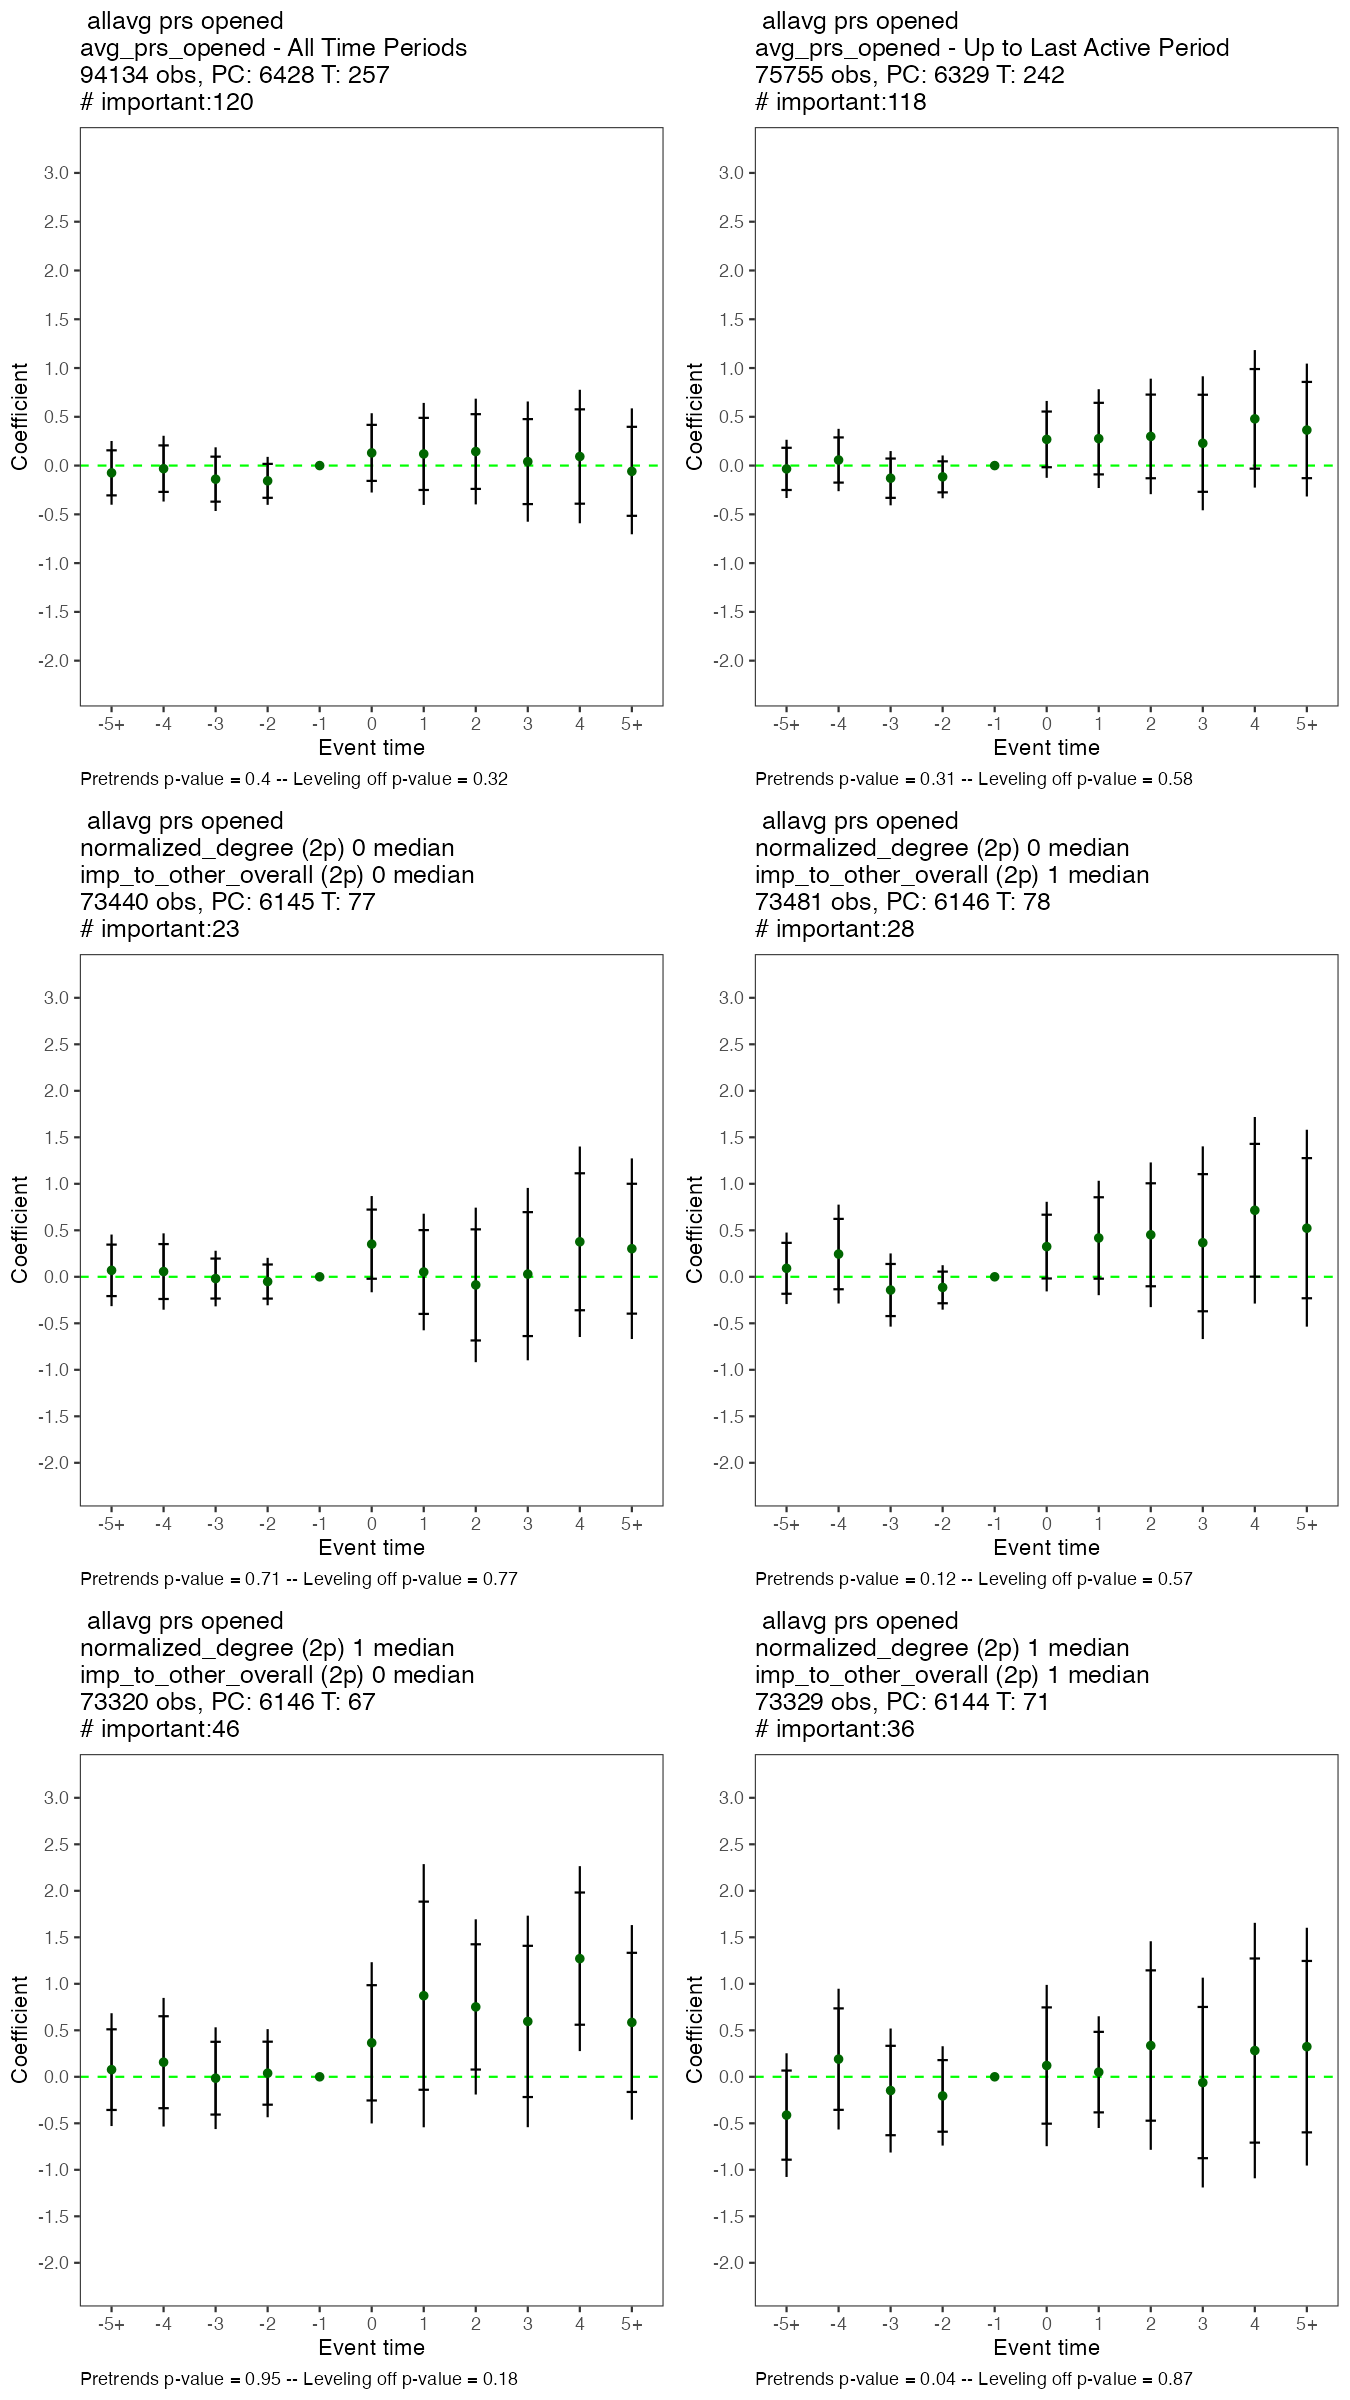 allavg prs opened
avg_prs_opened - All Time Periods
94134 obs, PC: 6428 T: 257
# important:120
3.0
2.5
2.0
1.5
1.0
0.5
0.0
-0.5
-1.0
-1.5
-2.0
Coefficient
-5+ -4 -3 -2 -1 0 1 2 3 4 5+
Event time
Pretrends p-value = 0.4 -- Leveling off p-value = 0.32
allavg prs opened
avg_prs_opened - Up to Last Active Period
75755 obs, PC: 6329 T: 242
# important:118
3.0
2.5
2.0
1.5
1.0
0.5
0.0
-0.5
-1.0
-1.5
-2.0
Coefficient
-5+ -4 -3 -2 -1 0 1 2 3 4 5+
Event time
Pretrends p-value = 0.31 -- Leveling off p-value = 0.58
allavg prs opened
normalized_degree (2p) 0 median
imp_to_other_overall (2p) 0 median
73440 obs, PC: 6145 T: 77
# important:23
3.0
2.5
2.0
1.5
1.0
0.5
0.0
-0.5
-1.0
-1.5
-2.0
Coefficient
-5+ -4 -3 -2 -1 0 1 2 3 4 5+
Event time
Pretrends p-value = 0.71 -- Leveling off p-value = 0.77
allavg prs opened
normalized_degree (2p) 0 median
imp_to_other_overall (2p) 1 median
73481 obs, PC: 6146 T: 78
# important:28
3.0
2.5
2.0
1.5
1.0
0.5
0.0
-0.5
-1.0
-1.5
-2.0
Coefficient
-5+ -4 -3 -2 -1 0 1 2 3 4 5+
Event time
Pretrends p-value = 0.12 -- Leveling off p-value = 0.57
allavg prs opened
normalized_degree (2p) 1 median
imp_to_other_overall (2p) 0 median
73320 obs, PC: 6146 T: 67
# important:46
3.0
2.5
2.0
1.5
1.0
0.5
0.0
-0.5
-1.0
-1.5
-2.0
Coefficient
-5+ -4 -3 -2 -1 0 1 2 3 4 5+
Event time
Pretrends p-value = 0.95 -- Leveling off p-value = 0.18
allavg prs opened
normalized_degree (2p) 1 median
imp_to_other_overall (2p) 1 median
73329 obs, PC: 6144 T: 71
# important:36
3.0
2.5
2.0
1.5
1.0
0.5
0.0
-0.5
-1.0
-1.5
-2.0
Coefficient
-5+ -4 -3 -2 -1 0 1 2 3 4 5+
Event time
Pretrends p-value = 0.04 -- Leveling off p-value = 0.87